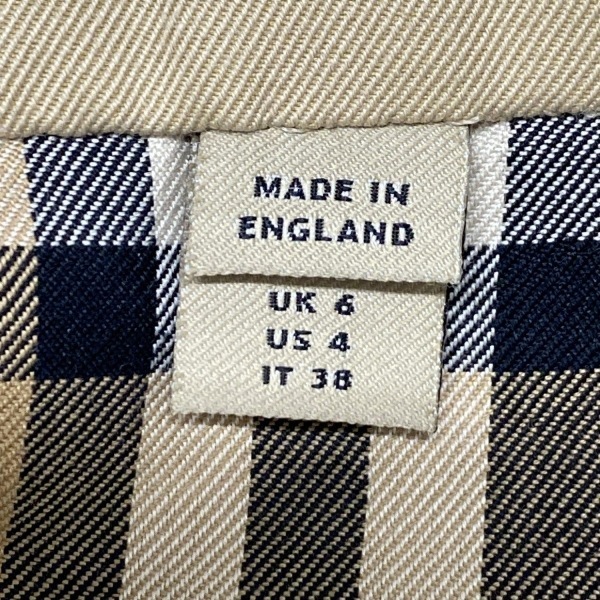 MADE IN
ENGLAND
UK 6
US 4
IT 38